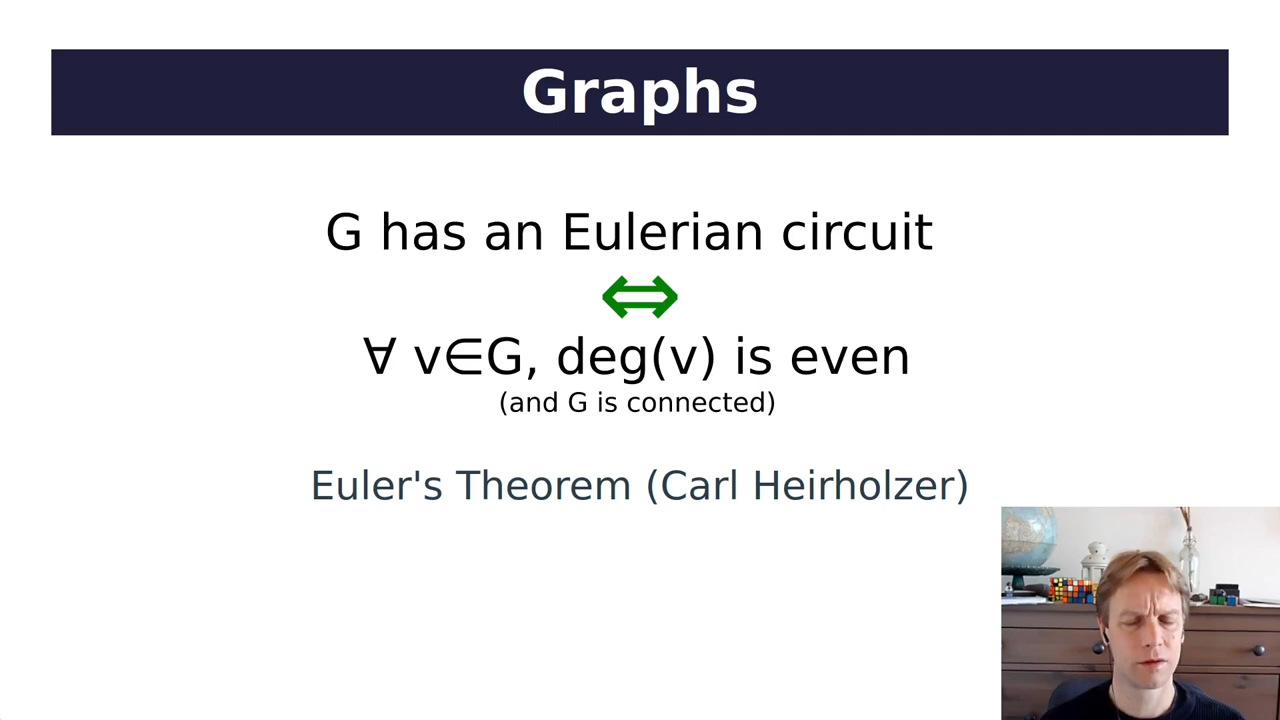 Graphs
G has an Eulerian circuit
⇔
∀ v∈G, deg(v) is even
(and G is connected)
Euler's Theorem (Carl Heirholzer)